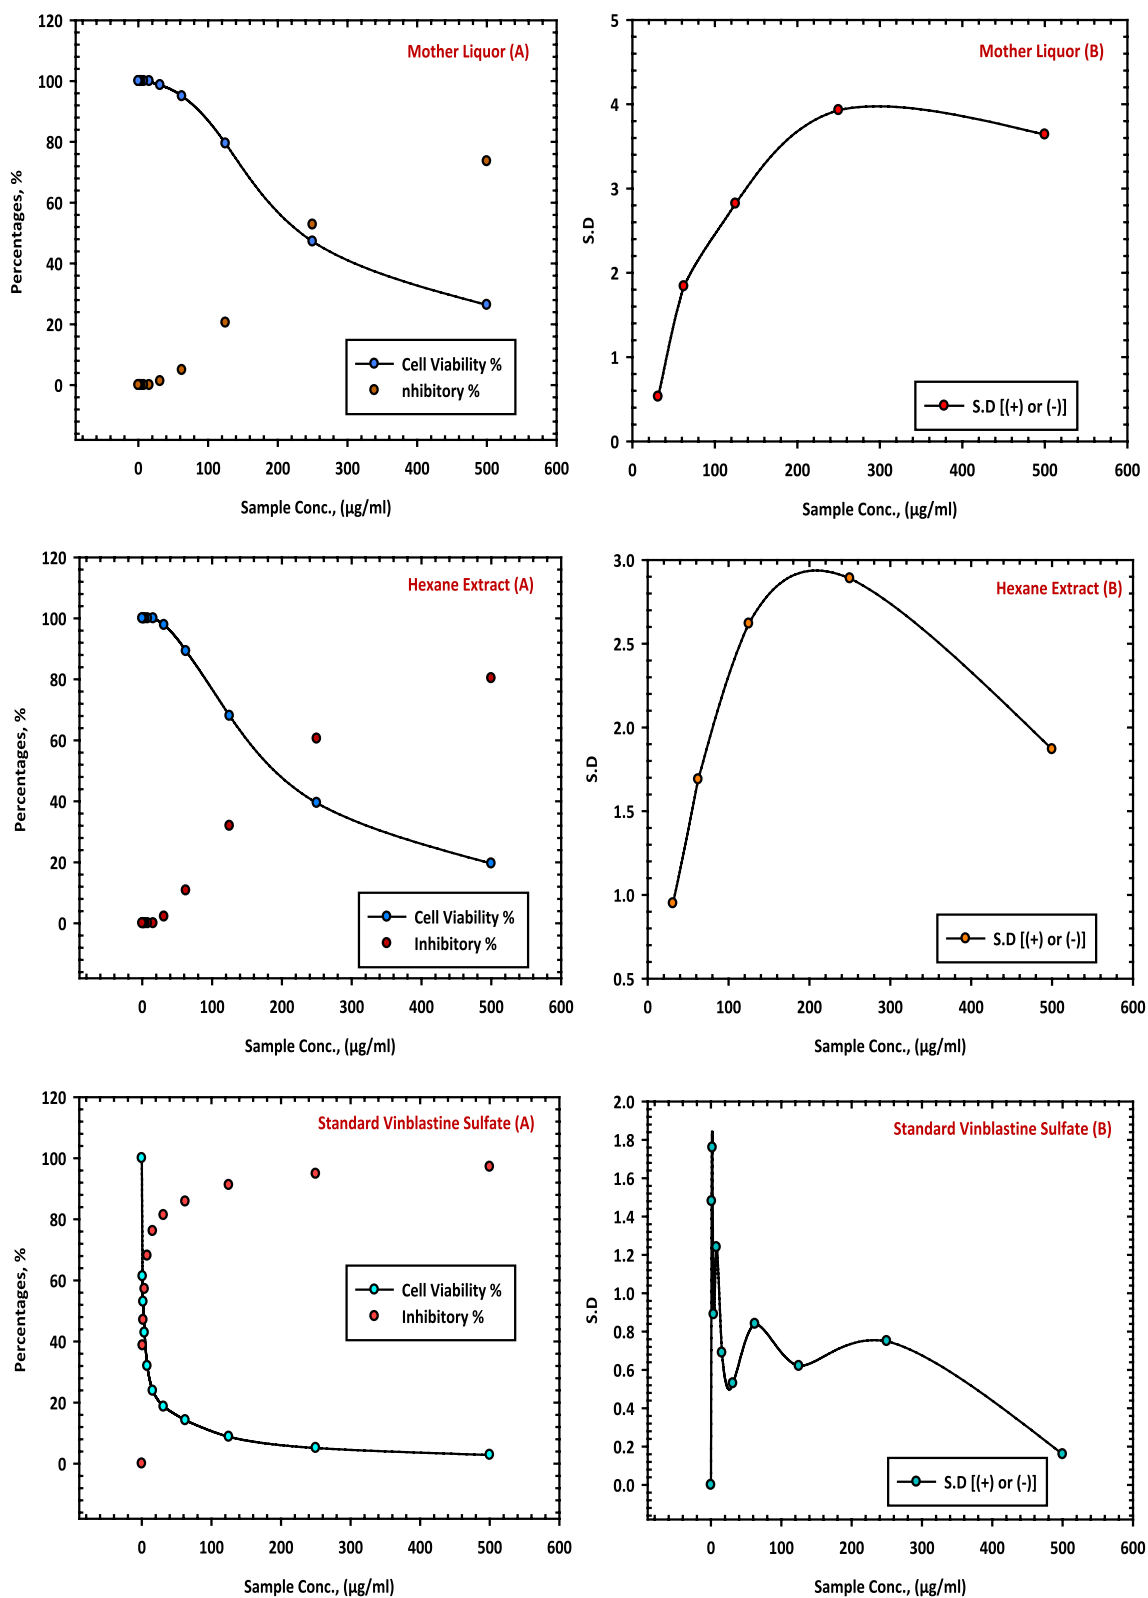 Mother Liquor (A)
120
100
80
60
40
20
0
Percentages, %
Cell Viability %
nhibitory %
0 100 200 300 400 500 600
Sample Conc., (µg/ml)
Mother Liquor (B)
5
4
3
2
1
0
S.D
S.D [(+) or (-)]
0 100 200 300 400 500 600
Sample Conc., (µg/ml)
Hexane Extract (A)
120
100
80
60
40
20
0
Percentages, %
Cell Viability %
Inhibitory %
0 100 200 300 400 500 600
Sample Conc., (µg/ml)
Hexane Extract (B)
3.0
2.5
2.0
1.5
1.0
0.5
S.D
S.D [(+) or (-)]
0 100 200 300 400 500 600
Sample Conc., (µg/ml)
Standard Vinblastine Sulfate (A)
120
100
80
60
40
20
0
Percentages, %
Cell Viability %
Inhibitory %
0 100 200 300 400 500 600
Sample Conc., (µg/ml)
Standard Vinblastine Sulfate (B)
2.0
1.8
1.6
1.4
1.2
1.0
0.8
0.6
0.4
0.2
0.0
S.D
S.D [(+) or (-)]
0 100 200 300 400 500 600
Sample Conc., (µg/ml)